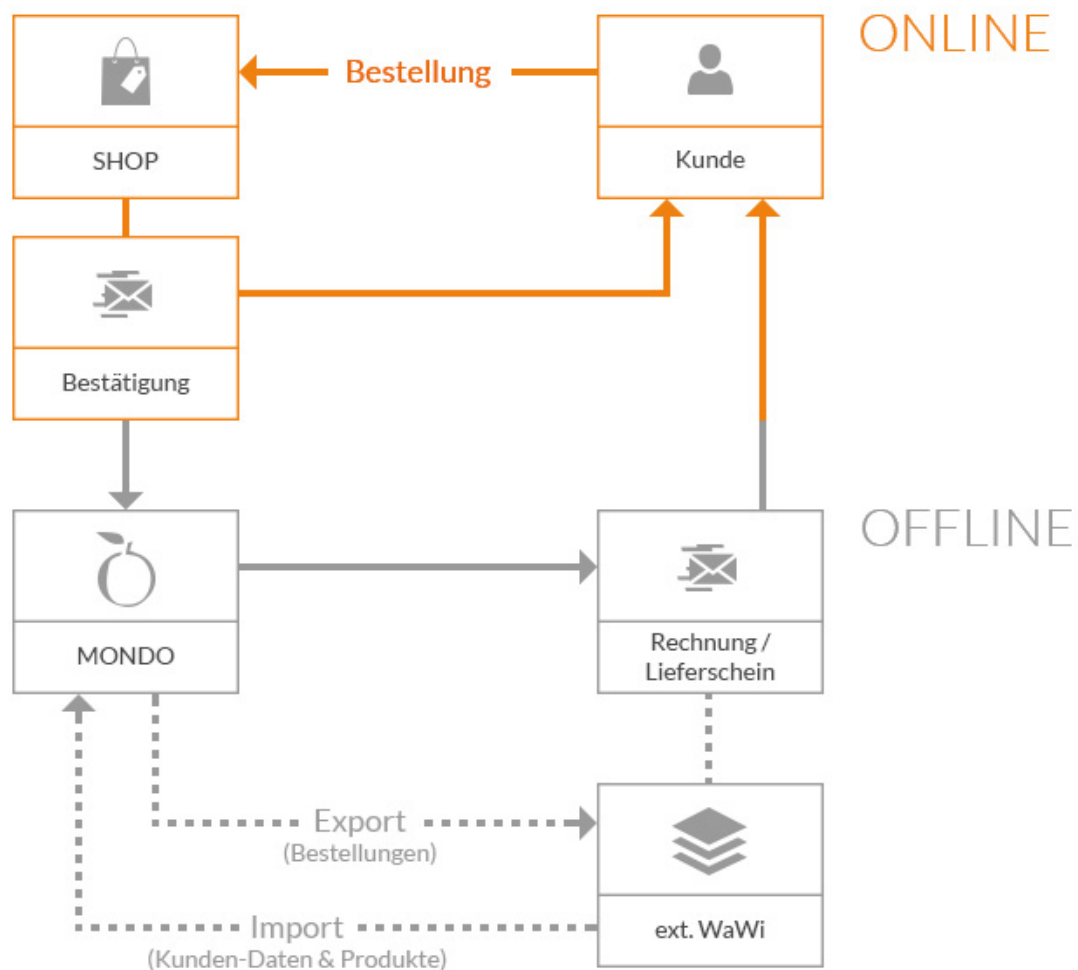 ONLINE
Bestellung
SHOP
Kunde
Bestätigung
OFFLINE
MONDO
Rechnung /
Lieferschein
Export
(Bestellungen)
Import
(Kunden-Daten & Produkte)
ext. WaWi